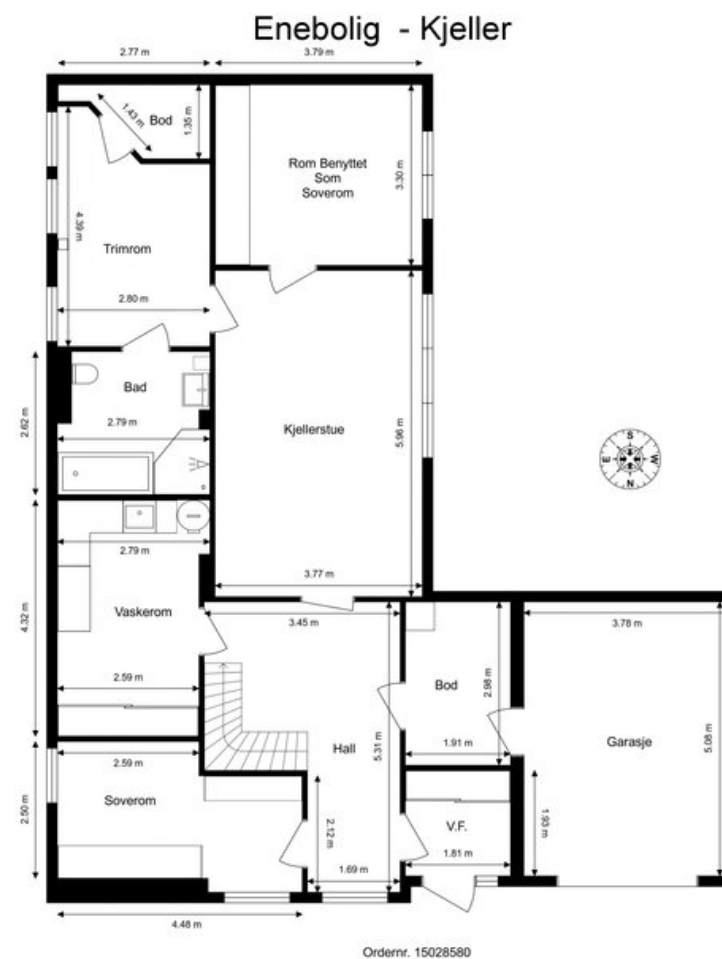 Enebolig - Kjeller
2.77 m
3.79 m
1.43 m
Bod
1.35 m
Rom Benyttet
Som
Soverom
3.30 m
4.39 m
Trimrom
2.80 m
Bad
2.62 m
2.79 m
Kjellerstue
5.96 m
S
E
W
N
2.79 m
3.77 m
4.32 m
Vaskerom
3.45 m
3.78 m
2.59 m
Bod
2.98 m
Hall
5.31 m
1.91 m
Garasje
5.08 m
2.59 m
2.50 m
Soverom
2.12 m
V.F.
1.93 m
1.81 m
1.69 m
4.48 m
Ordernr. 15028580